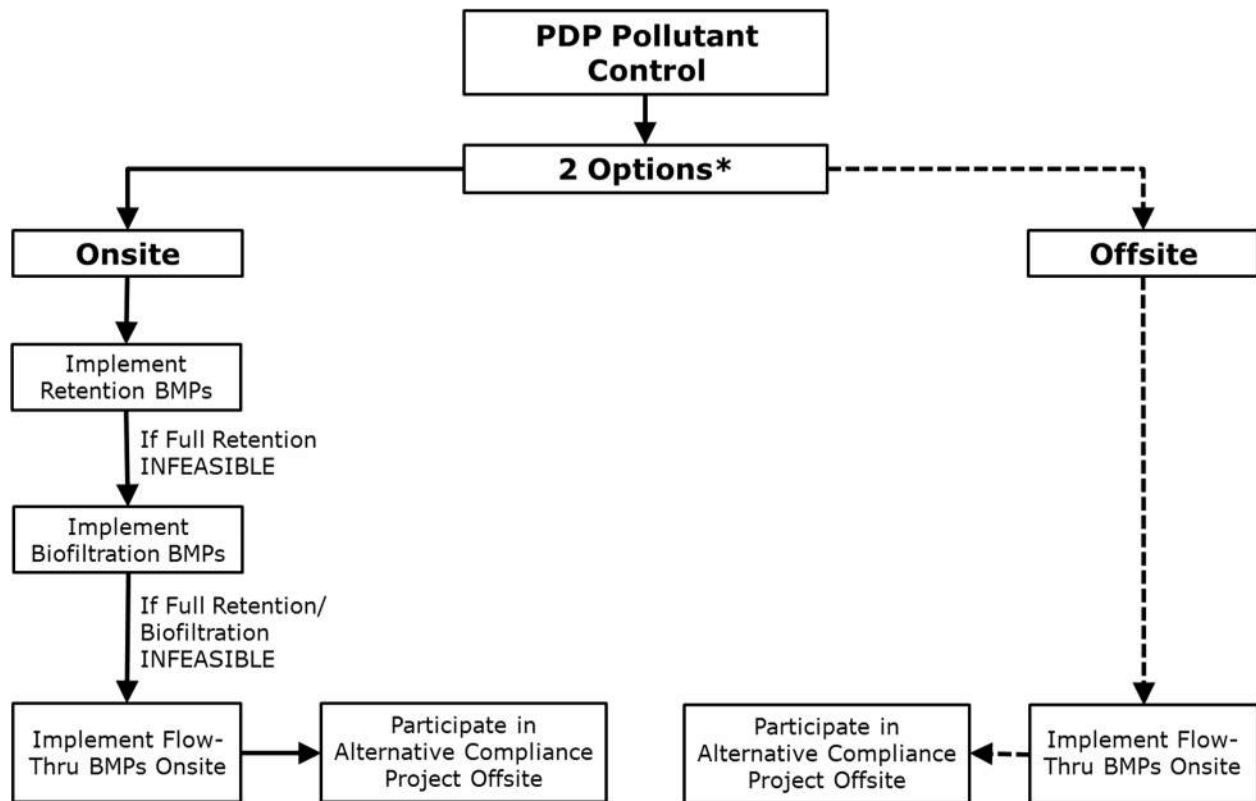 PDP Pollutant
Control
2 Options*
Onsite
Offsite
Implement
Retention BMPs
If Full Retention
INFEASIBLE
Implement
Biofiltration BMPs
If Full Retention/
Biofiltration
INFEASIBLE
Implement Flow-
Thru BMPs Onsite
Participate in
Alternative Compliance
Project Offsite
Participate in
Alternative Compliance
Project Offsite
Implement Flow-
Thru BMPs Onsite